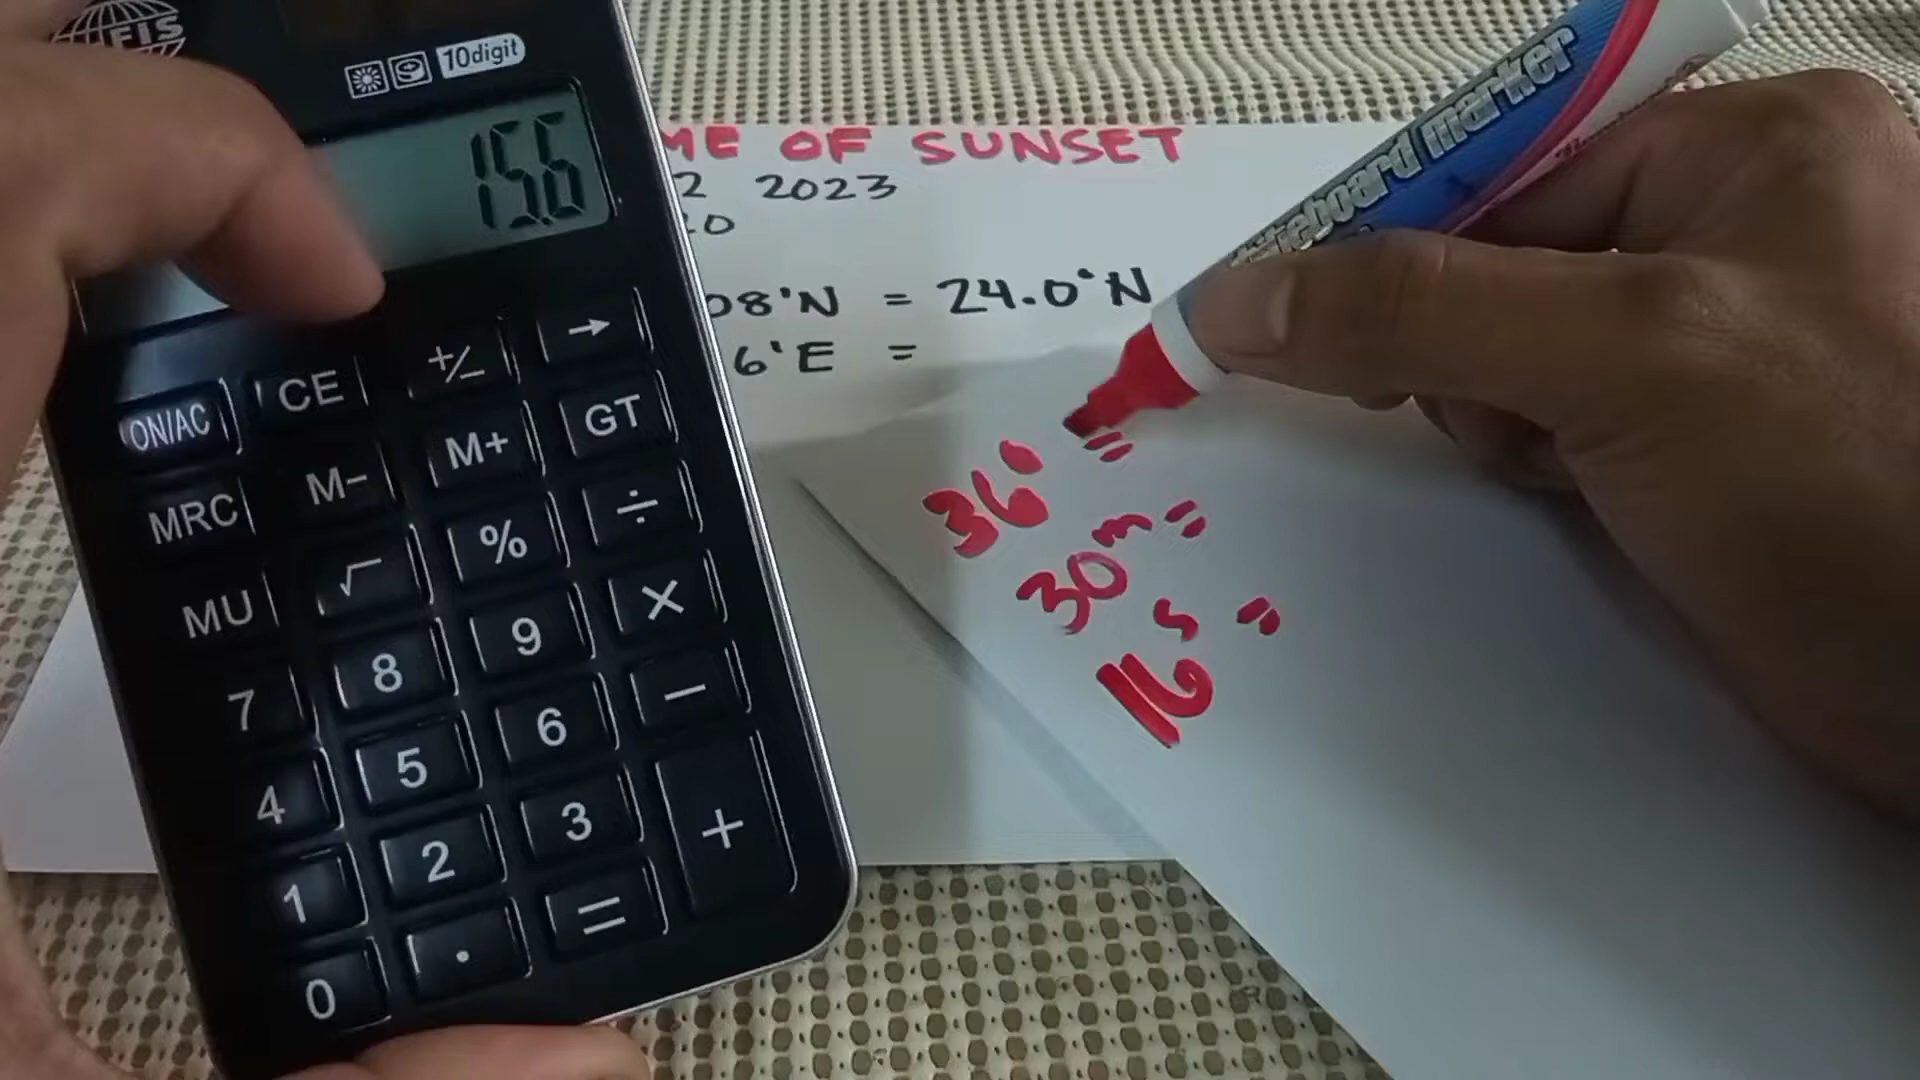 FIS
10digit
15.6
ME OF SUNSET
2 2023
20
08'N = 24.0°N
6'E =
36° =
30m =
16s =
whiteboard marker
→
+/-
CE
ON/AC
GT
M+
M-
MRC
÷
%
√
MU
×
9
8
7
-
6
5
4
+
3
2
1
=
.
0